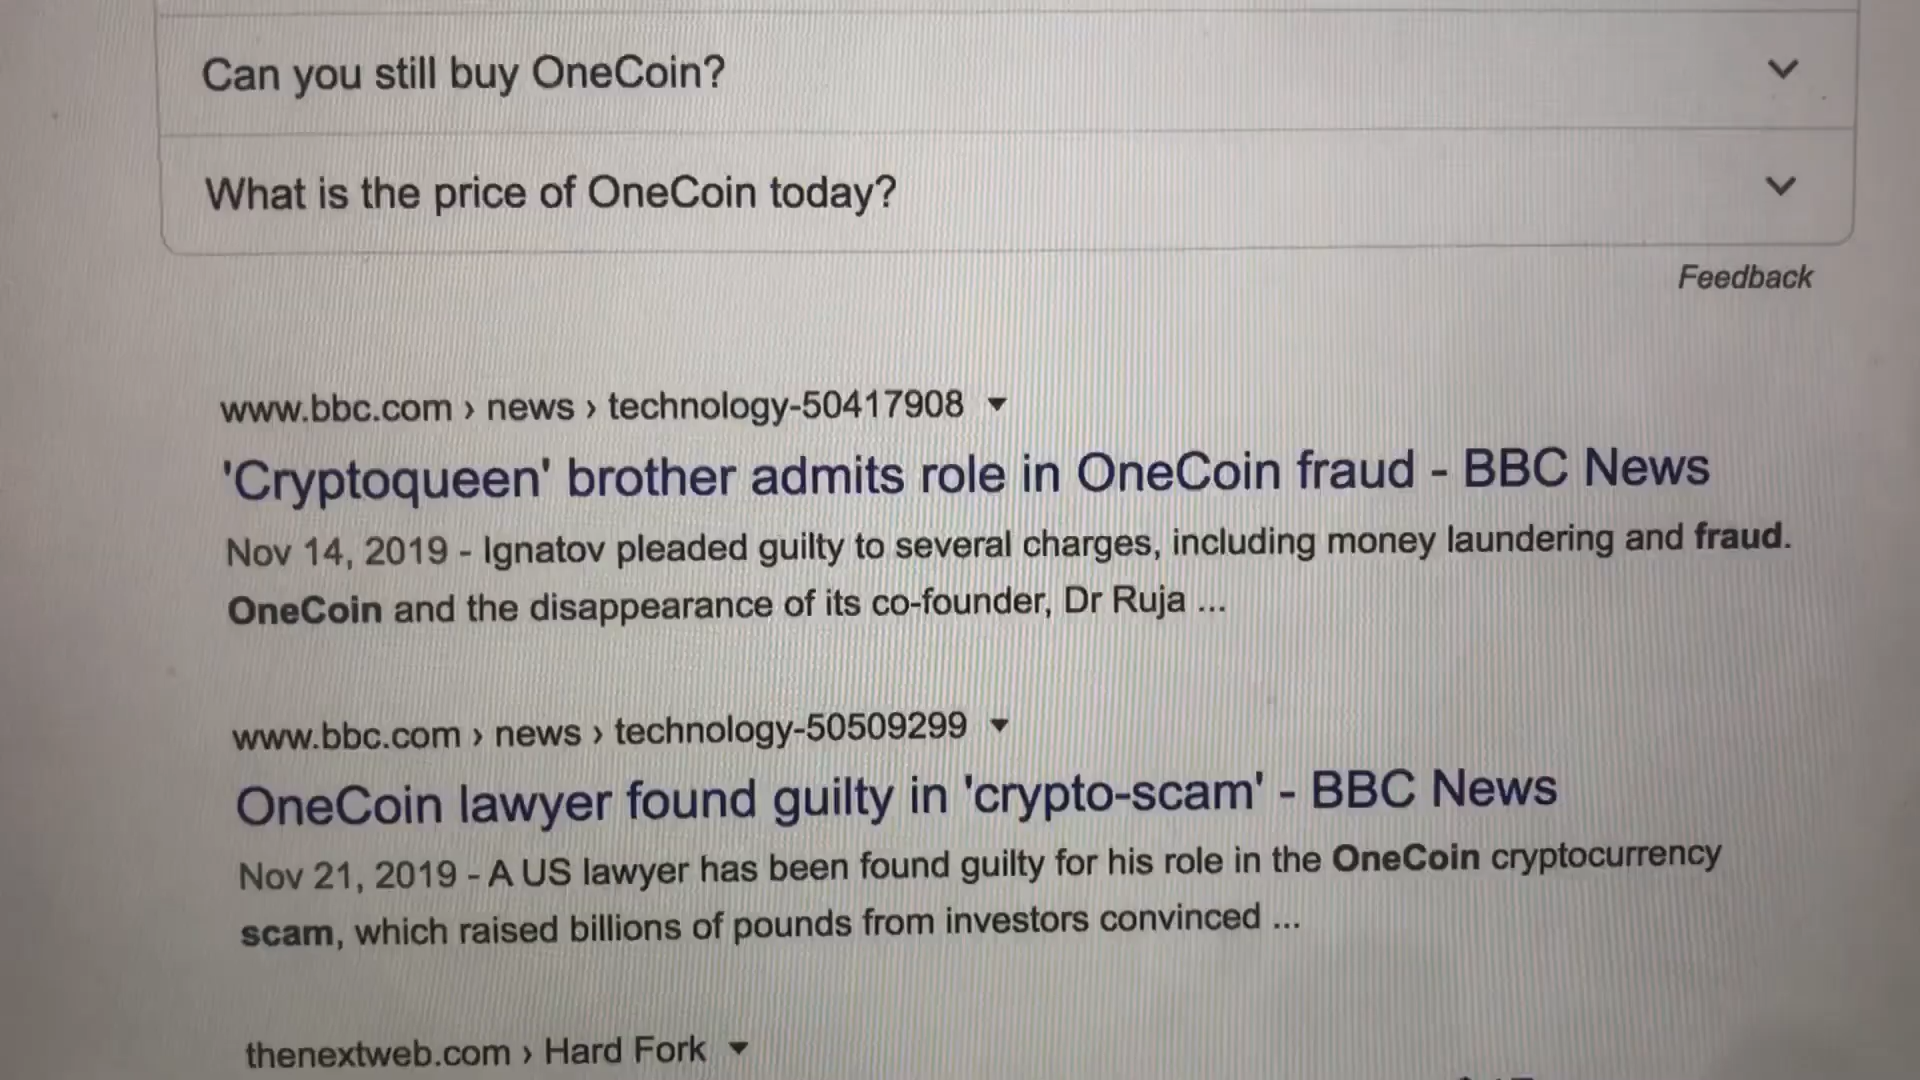 Can you still buy OneCoin?
What is the price of OneCoin today?
Feedback
www.bbc.com › news › technology-50417908
'Cryptoqueen' brother admits role in OneCoin fraud - BBC News
Nov 14, 2019 - Ignatov pleaded guilty to several charges, including money laundering and fraud.
OneCoin and the disappearance of its co-founder, Dr Ruja ...
www.bbc.com › news › technology-50509299
OneCoin lawyer found guilty in 'crypto-scam' - BBC News
Nov 21, 2019 - A US lawyer has been found guilty for his role in the OneCoin cryptocurrency
scam, which raised billions of pounds from investors convinced ...
thenextweb.com › Hard Fork